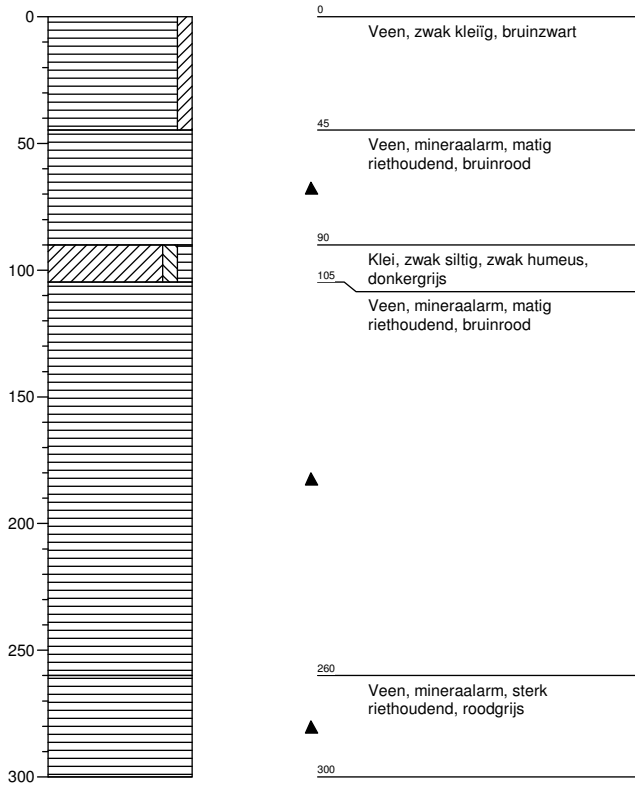 0
50
100
150
200
250
300
0
Veen, zwak kleiïg, bruinzwart
45
Veen, mineraalarm, matig
riethoudend, bruinrood
90
Klei, zwak siltig, zwak humeus,
donkergrijs
105
Veen, mineraalarm, matig
riethoudend, bruinrood
260
Veen, mineraalarm, sterk
riethoudend, roodgrijs
300